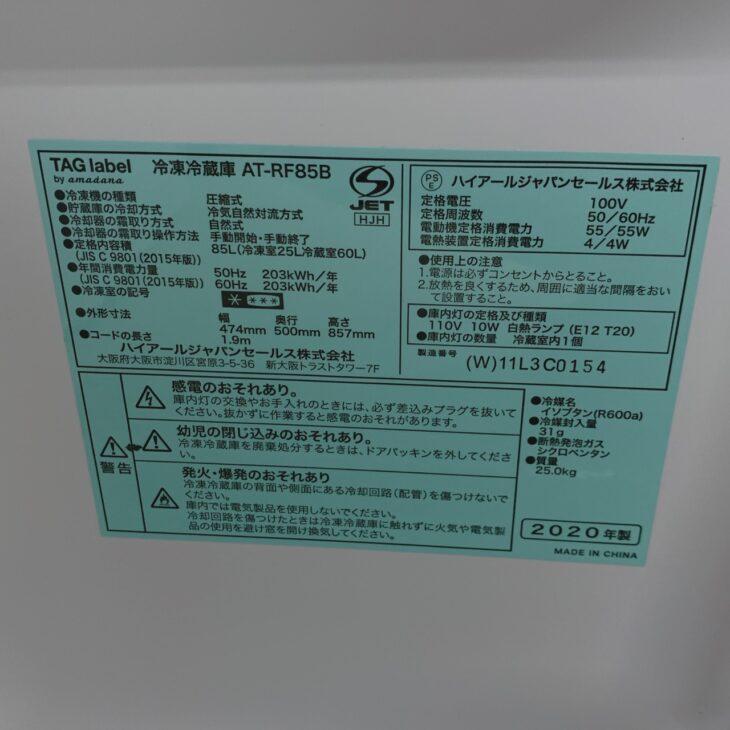 TAG label
by amadana
冷凍冷蔵庫 AT-RF85B
●冷凍機の種類 圧縮式
●貯蔵庫の冷却方式 冷気自然対流方式
●冷却器の霜取り方式 自然式
●冷却器の霜取り操作方法 手動開始・手動終了
●定格内容積 85L(冷凍室25L冷蔵室60L)
(JIS C 9801(2015年版))
●年間消費電力量 50Hz 203kWh/年
(JIS C 9801(2015年版)) 60Hz 203kWh/年
●冷凍室の記号
●外形寸法 幅 奥行 高さ
474mm 500mm 857mm
●コードの長さ 1.9m
ハイアールジャパンセールス株式会社
大阪府大阪市淀川区宮原3-5-36 新大阪トラストタワー7F
S
JET
HJH
PS
E
ハイアールジャパンセールス株式会社
定格電圧 100V
定格周波数 50/60Hz
電動機定格消費電力 55/55W
電熱装置定格消費電力 4/4W
●使用上の注意
1.電源は必ずコンセントからとること。
2.放熱を良くするため、周囲に適当な間隔をおい
て設置すること。
●庫内灯の定格及び種類
110V 10W 白熱ランプ (E12 T20)
●庫内灯の数量 冷蔵室内1個
製造番号 (W)11L3C0154
警告
感電のおそれあり。
庫内灯の交換やお手入れのときには、必ず差込みプラグを抜いて
ください。抜かずに作業すると感電のおそれがあります。
幼児の閉じ込みのおそれあり。
冷凍冷蔵庫を廃棄処分するときは、ドアパッキンを外してくださ
い。
発火・爆発のおそれあり。
冷凍冷蔵庫の背面や側面にある冷却回路(配管)を傷つけないで
ください。
庫内では電気製品を使用しないでください。
冷却回路を傷つけたときは冷凍冷蔵庫に触れずに火気や電気製
品の使用を避け窓を開け換気してください。
●冷媒名
イソブタン(R600a)
●冷媒封入量
31g
●断熱発泡ガス
シクロペンタン
●質量
25.0kg
2020年製
MADE IN CHINA